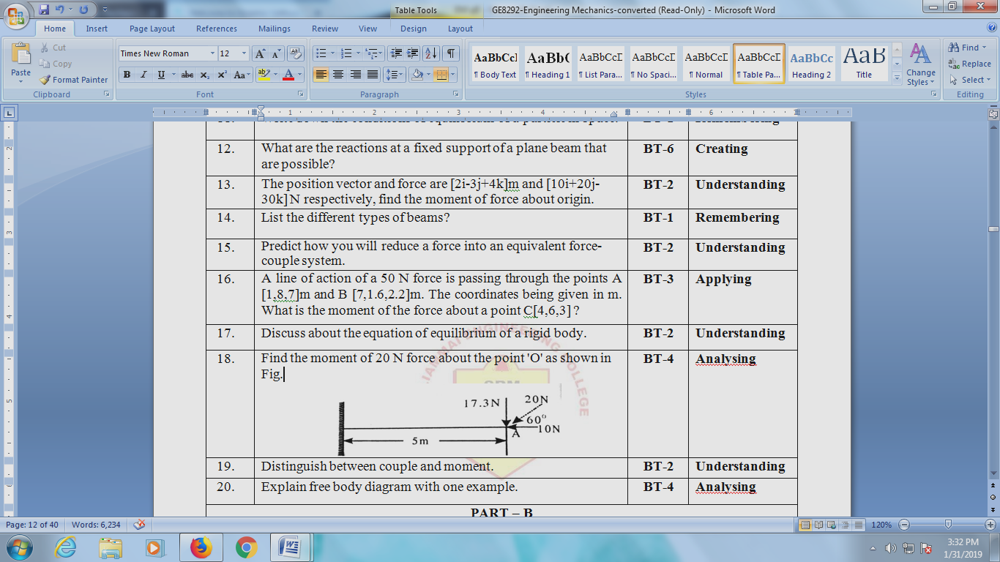 Table Tools
GE8292-Engineering Mechanics-converted (Read-Only) - Microsoft Word
Home Insert Page Layout References Mailings Review View Design Layout
Paste
Cut
Copy
Format Painter
Clipboard
Times New Roman 12
B I U abc x₂ x² Aa
Font
Paragraph
AaBbCcI AaBbC AaBbCcD AaBbCcD AaBbCcD AaBbCcD AaBbCc AaB
¶ Body Text ¶ Heading 1 ¶ List Para... ¶ No Spaci... ¶ Normal ¶ Table Pa... Heading 2 Title
Styles
Change
Styles
Find
Replace
Select
Editing
1 2 3 4 6
12. What are the reactions at a fixed support of a plane beam that BT-6 Creating
are possible?
13. The position vector and force are [2i-3j+4k]m and [10i+20j- BT-2 Understanding
30k] N respectively, find the moment of force about origin.
14. List the different types of beams? BT-1 Remembering
15. Predict how you will reduce a force into an equivalent force- BT-2 Understanding
couple system.
16. A line of action of a 50 N force is passing through the points A BT-3 Applying
[1,8,7]m and B [7,1.6,2.2]m. The coordinates being given in m.
What is the moment of the force about a point C[4,6,3] ?
17. Discuss about the equation of equilibrium of a rigid body. BT-2 Understanding
18. Find the moment of 20 N force about the point 'O' as shown in BT-4 Analysing
Fig.
17.3N 20N
60°
10N
A
5m
19. Distinguish between couple and moment. BT-2 Understanding
20. Explain free body diagram with one example. BT-4 Analysing
PART – B
Page: 12 of 40 Words: 6,234 120%
3:32 PM
1/31/2019